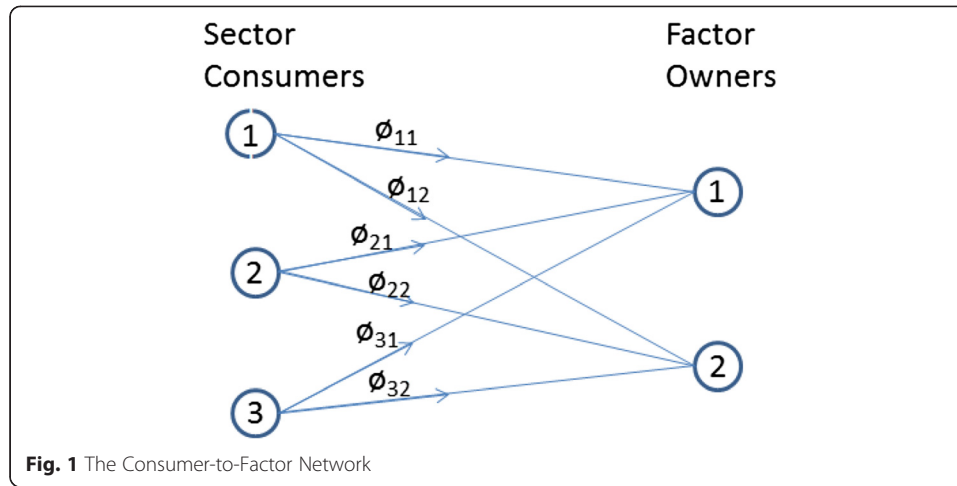 Sector
Consumers
Factor
Owners
1
ø11
ø12
1
ø21
2
ø22
ø31
2
ø32
3
Fig. 1 The Consumer-to-Factor Network